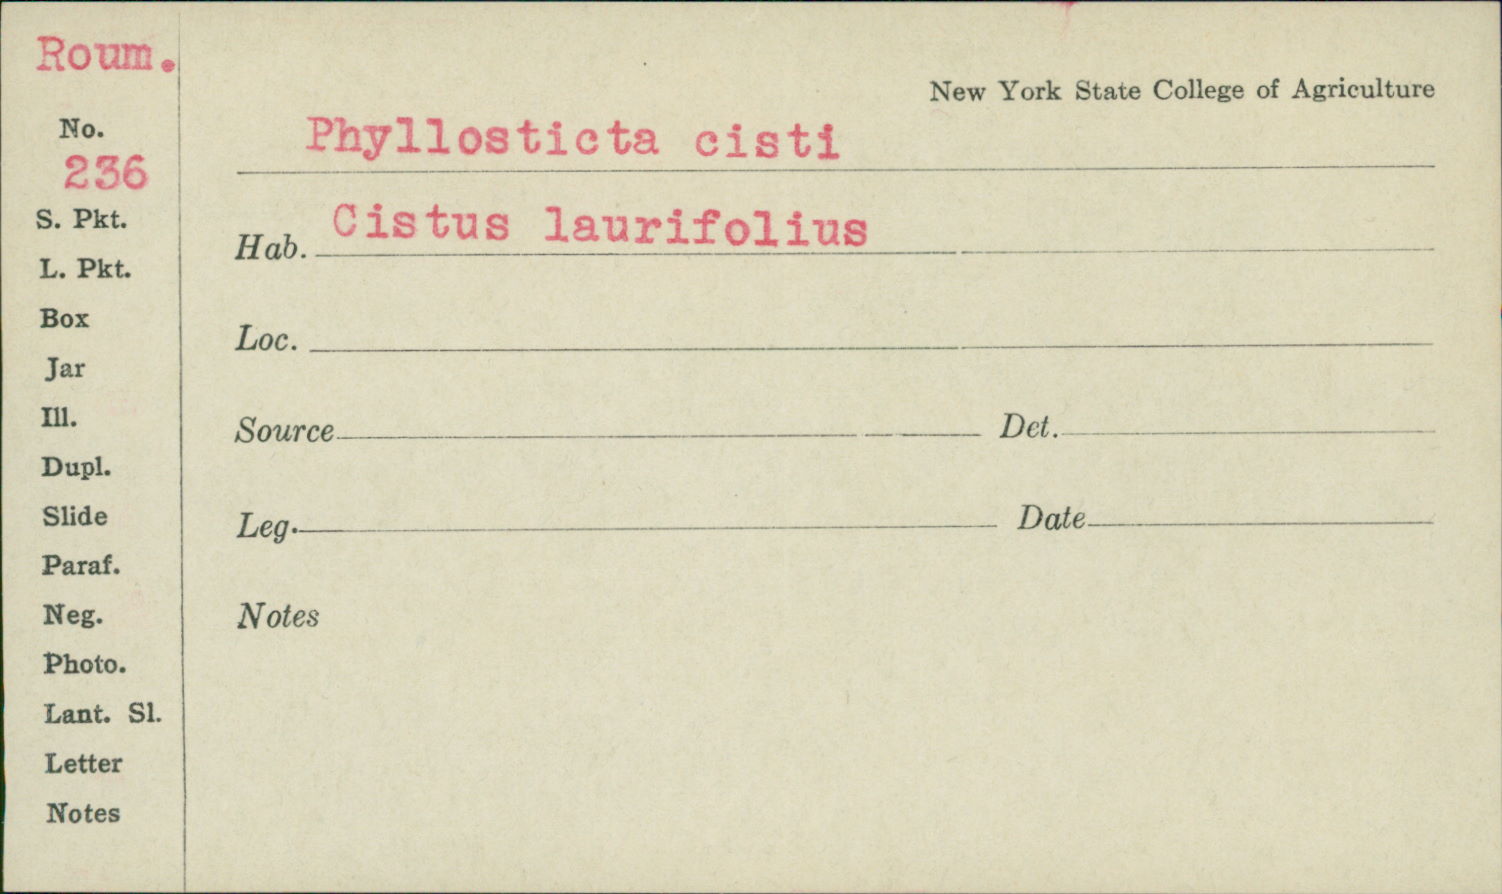 Roum.
No.
236
S. Pkt.
L. Pkt.
Box
Jar
Ill.
Dupl.
Slide
Paraf.
Neg.
Photo.
Lant. Sl.
Letter
Notes
New York State College of Agriculture
Phyllosticta cisti
Hab. Cistus laurifolius
Loc.
Source Det.
Leg. Date
Notes